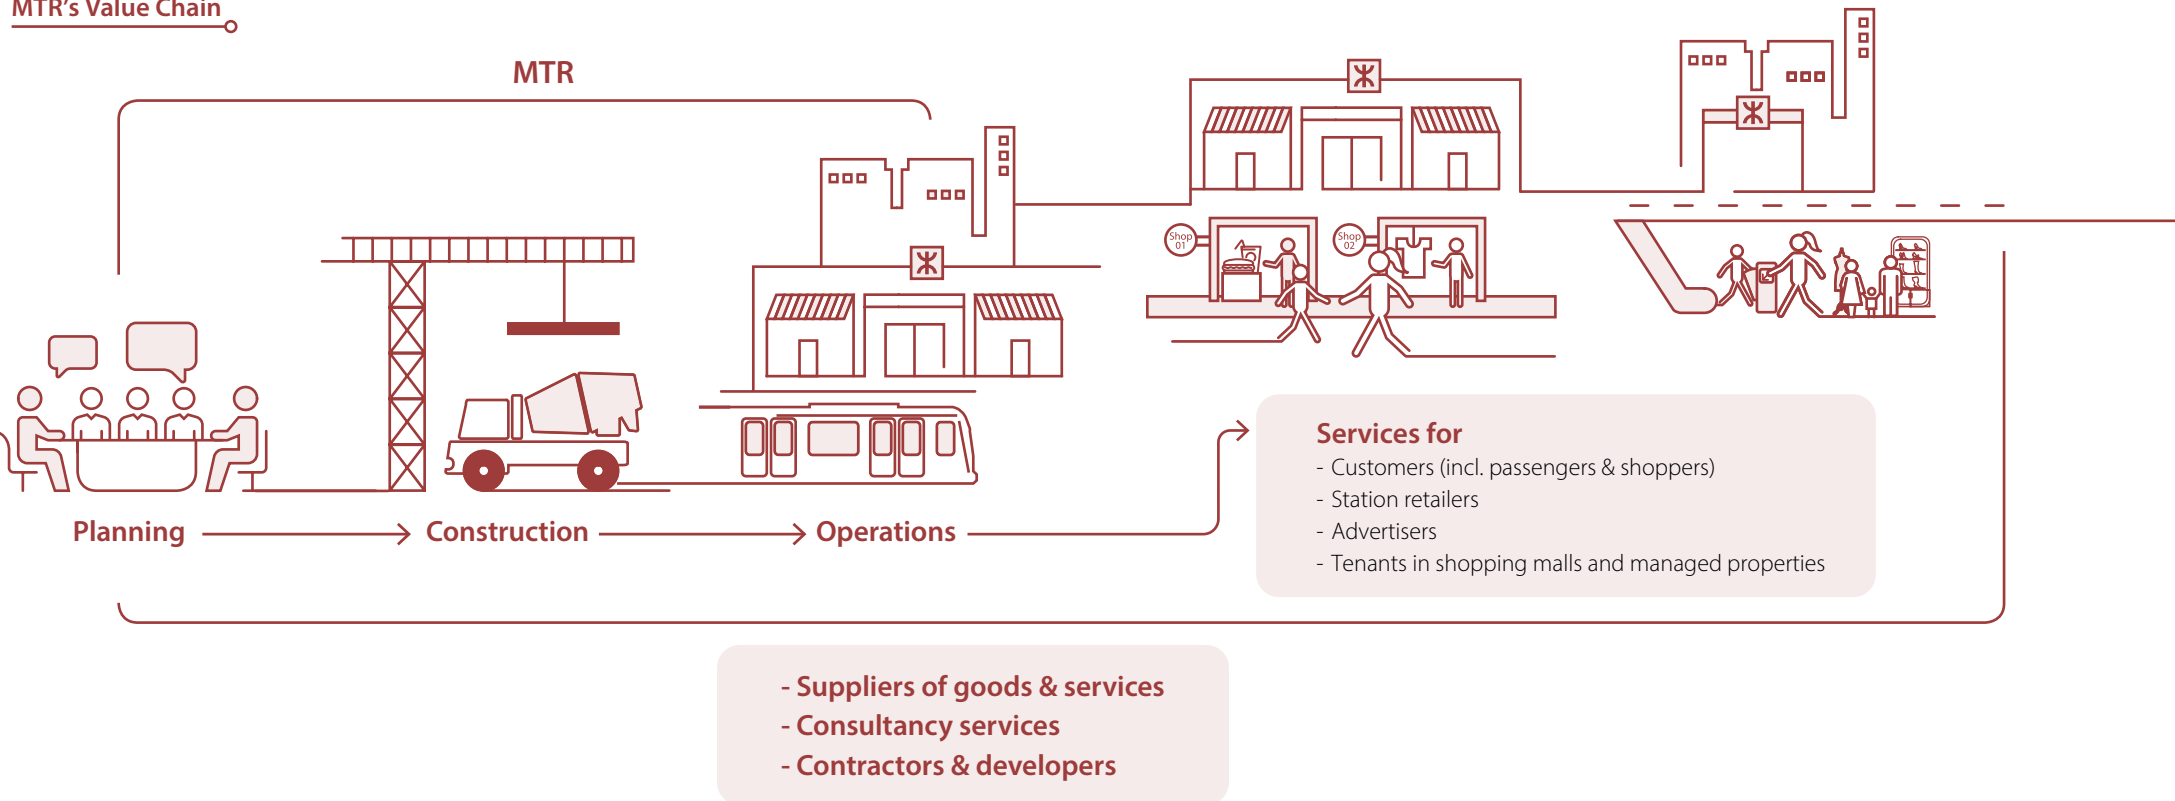 MTR's Value Chain
MTR
Shop
01
Shop
02
Planning
Construction
Operations
Services for
- Customers (incl. passengers & shoppers)
- Station retailers
- Advertisers
- Tenants in shopping malls and managed properties
- Suppliers of goods & services
- Consultancy services
- Contractors & developers